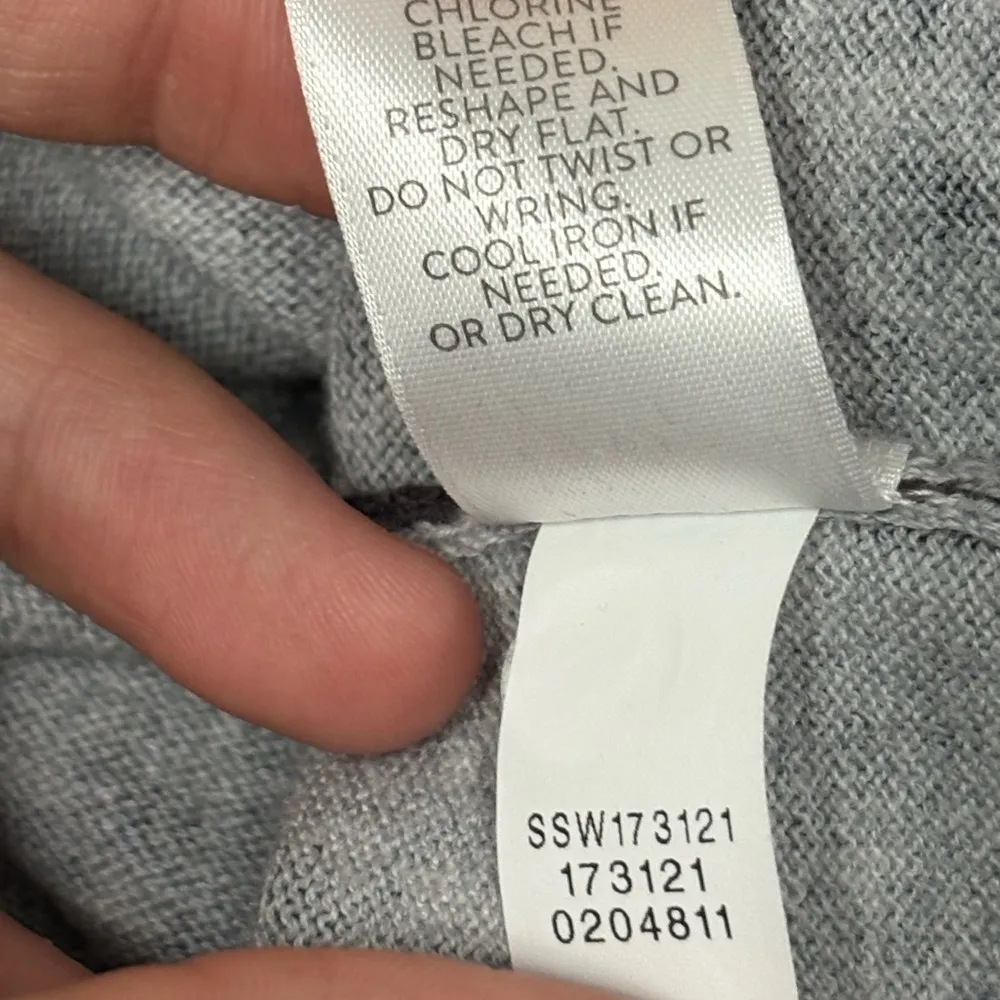 CHLORINE
BLEACH IF
NEEDED.
RESHAPE AND
DRY FLAT.
DO NOT TWIST OR
WRING.
COOL IRON IF
NEEDED.
OR DRY CLEAN.
SSW173121
173121
0204811